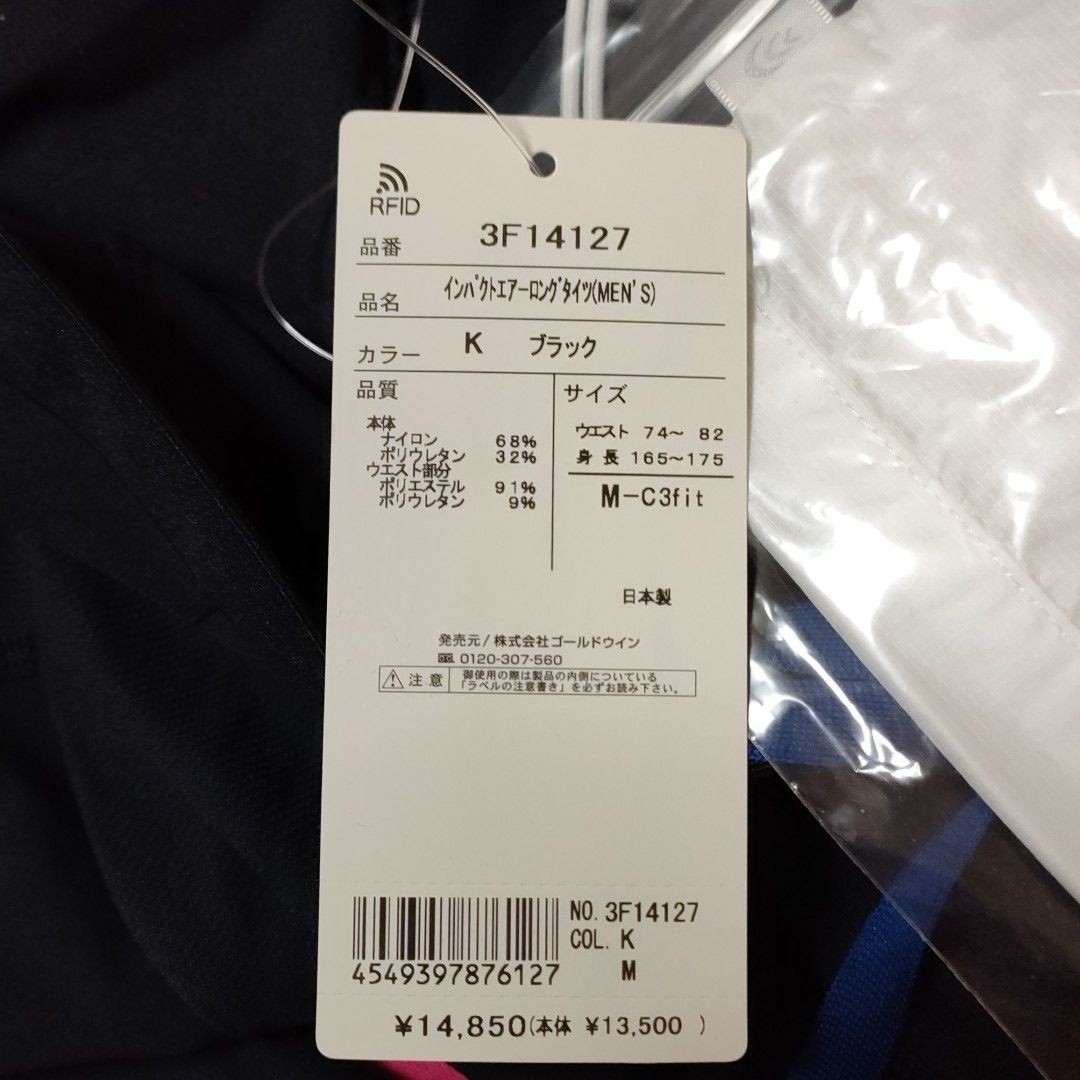 RFID
品番 3F14127
品名 インパクトエアーロングタイツ(MEN'S)
カラー K ブラック
品質
本体
ナイロン 68%
ポリウレタン 32%
ウエスト部分
ポリエステル 91%
ポリウレタン 9%
サイズ
ウエスト 74〜 82
身長 165〜175
M-C3fit
日本製
発売元/株式会社ゴールドウイン
0120-307-560
注意
御使用の際は製品の内側についている
「ラベルの注意書き」を必ずお読み下さい。
NO. 3F14127
COL. K
M
4549397876127
¥14,850(本体 ¥13,500 )